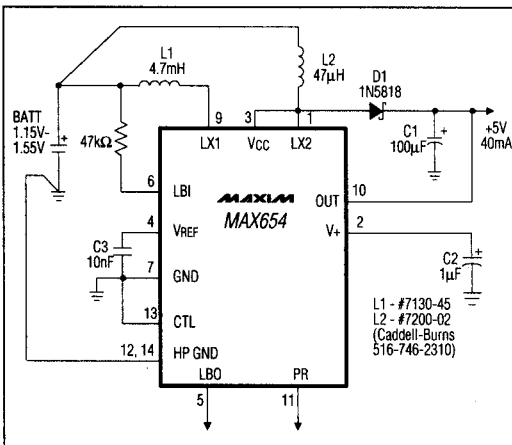 L1
4.7mH
L2
47µH
D1
1N5818
BATT
1.15V-
1.55V
+
47kΩ
9
3
1
LX1
VCC
LX2
C1
100µF
+
+5V
40mA
6
LBI
MAXIM
MAX654
OUT
10
4
VREF
V+
2
C3
10nF
7
GND
C2
1µF
+
13
CTL
12, 14
HP GND
LBO
PR
5
11
L1 - #7130-45
L2 - #7200-02
(Caddell-Burns
516-746-2310)